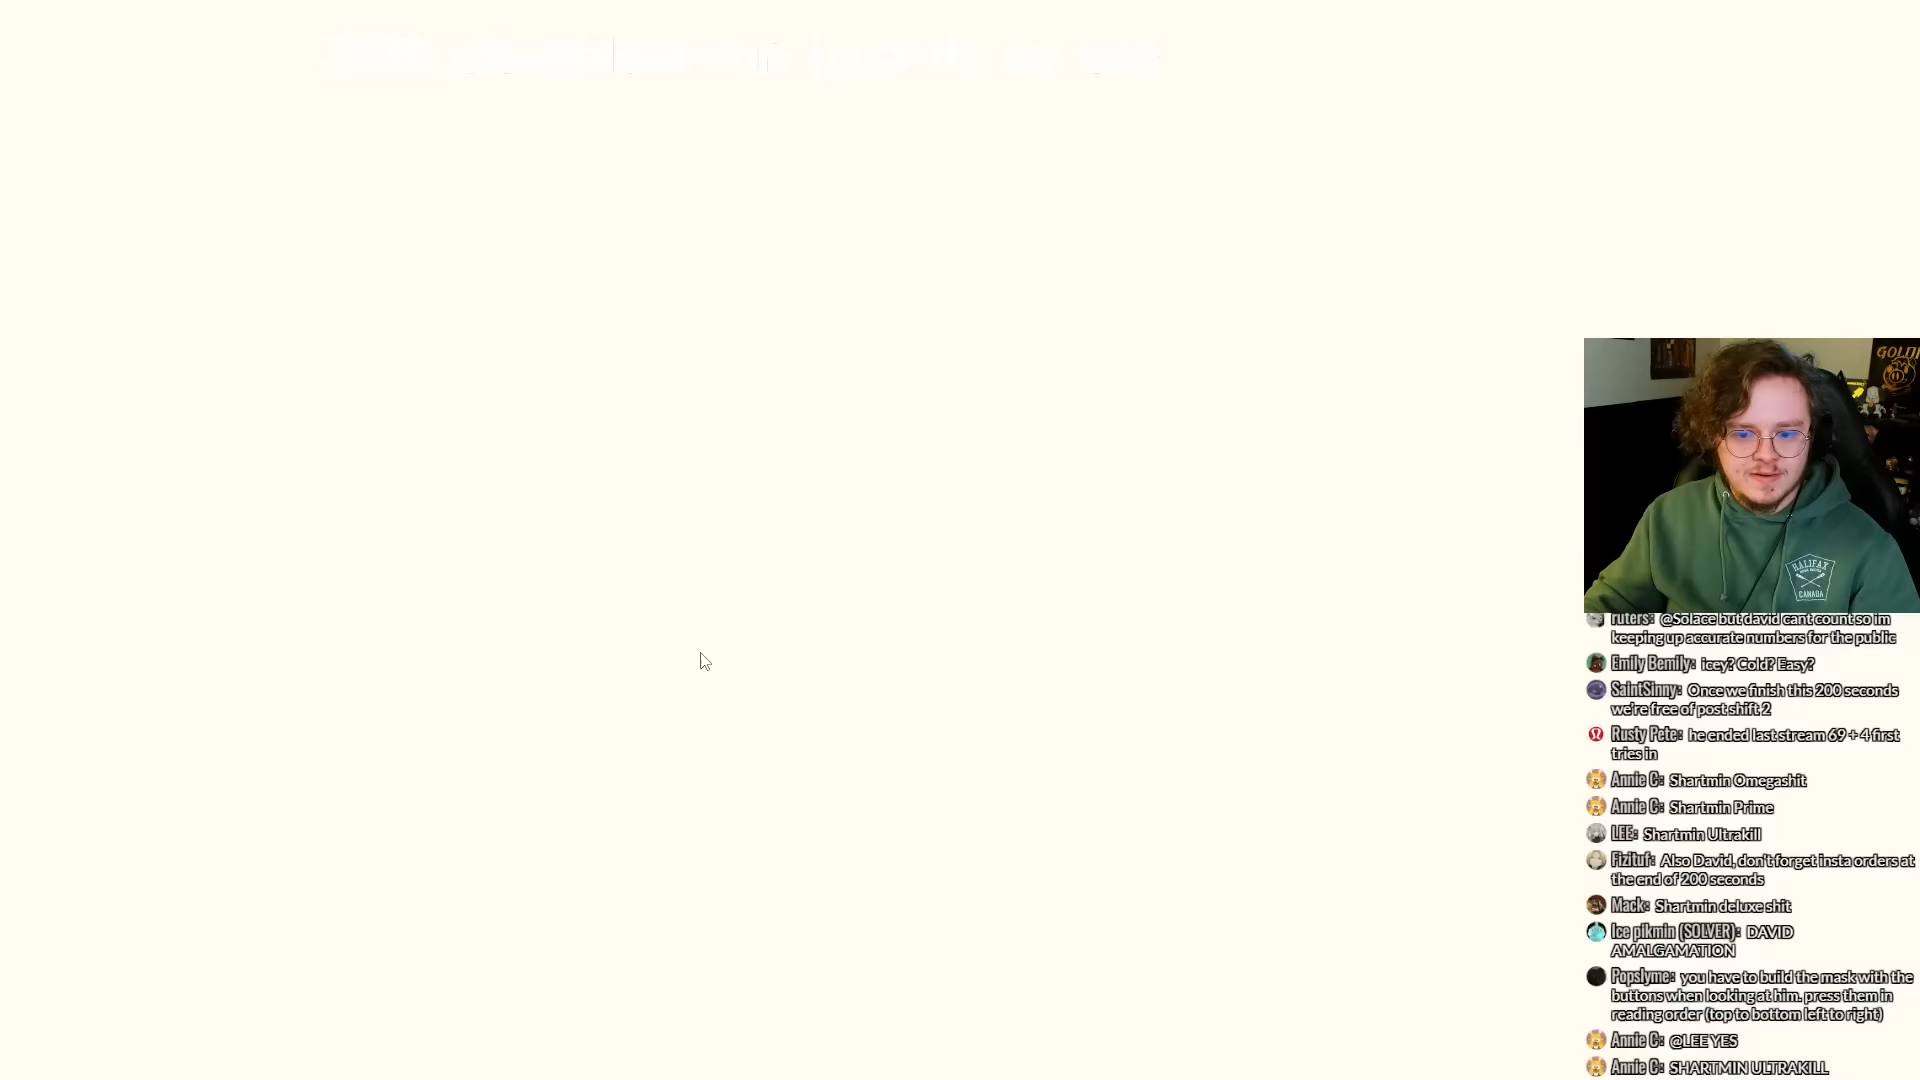 GOLD
HALIFAX
CANADA
ruters: @Solace but david cant count so im
keeping up accurate numbers for the public
Emily Bemily: icey? Cold? Easy?
SaintSinny: Once we finish this 200 seconds
we're free of post shift 2
Rusty Pete: he ended last stream 69 + 4 first
tries in
Annie C: Shartmin Omegashit
Annie C: Shartmin Prime
LEE: Shartmin Ultrakill
Fizituf: Also David, don't forget insta orders at
the end of 200 seconds
Mack: Shartmin deluxe shit
Ice pikmin (SOLVER): DAVID
AMALGAMATION
Popslyme: you have to build the mask with the
buttons when looking at him. press them in
reading order (top to bottom left to right)
Annie C: @LEE YES
Annie C: SHARTMIN ULTRAKILL